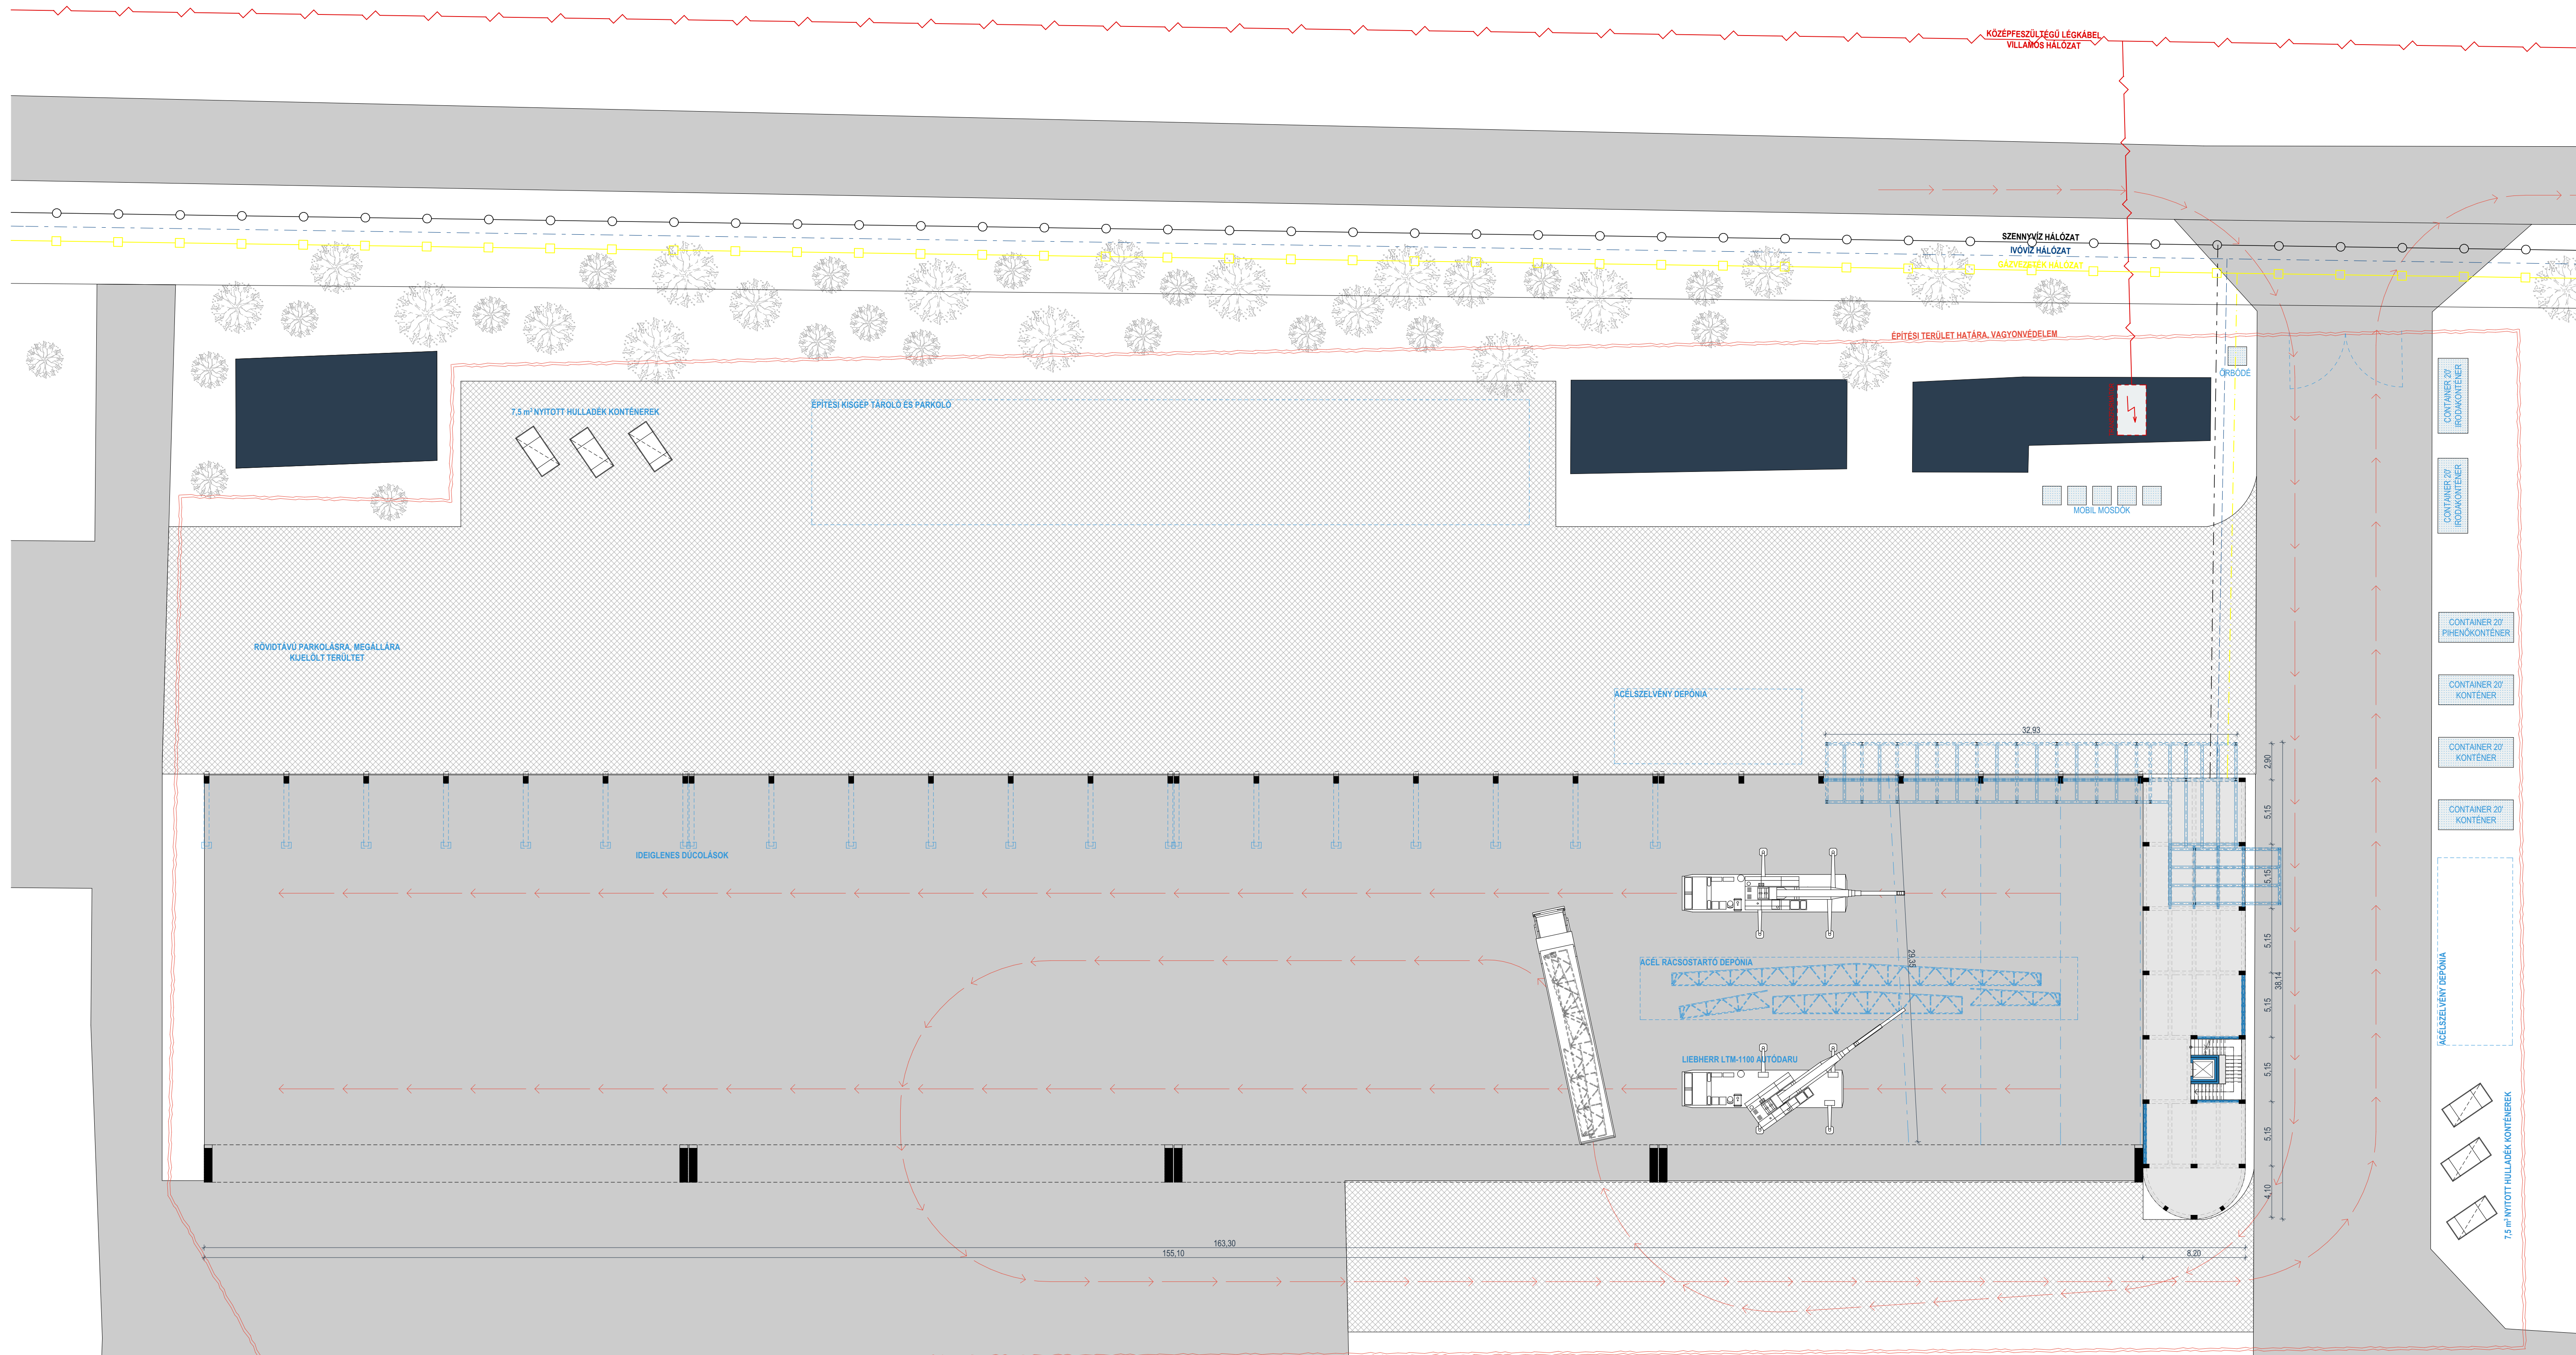 KÖZÉPFESZÜLTÉGŰ LÉGKÁBEL
VILLAMOS HÁLÓZAT
SZENNYVÍZ HÁLÓZAT
IVÓVÍZ HÁLÓZAT
GÁZVEZETÉK HÁLÓZAT
ÉPÍTÉSI TERÜLET HATÁRA, VAGYONVÉDELEM
ŐRBÓDÉ
CONTAINER 20'
IRODAKONTÉNER
7,5 m³ NYITOTT HULLADÉK KONTÉNEREK
ÉPÍTÉSI KISGÉP TÁROLÓ ÉS PARKOLÓ
CONTAINER 20'
IRODAKONTÉNER
MOBIL MOSDÓK
CONTAINER 20'
PIHENŐKONTÉNER
RÖVIDTÁVÚ PARKOLÁSRA, MEGÁLLÁRA
KIJELÖLT TERÜLTET
CONTAINER 20'
KONTÉNER
ACÉLSZELVÉNY DEPÓNIA
32,93
CONTAINER 20'
KONTÉNER
2,90
CONTAINER 20'
KONTÉNER
5,15
IDEIGLENES DÚCOLÁSOK
5,15
5,15
29,35
ACÉL RÁCSOSTARTÓ DEPÓNIA
38,14
5,15
ACÉLSZELVÉNY DEPÓNIA
LIEBHERR LTM-1100 AUTÓDARU
5,15
5,15
7,5 m³ NYITOTT HULLADÉK KONTÉNEREK
4,10
163,30
155,10
8,20